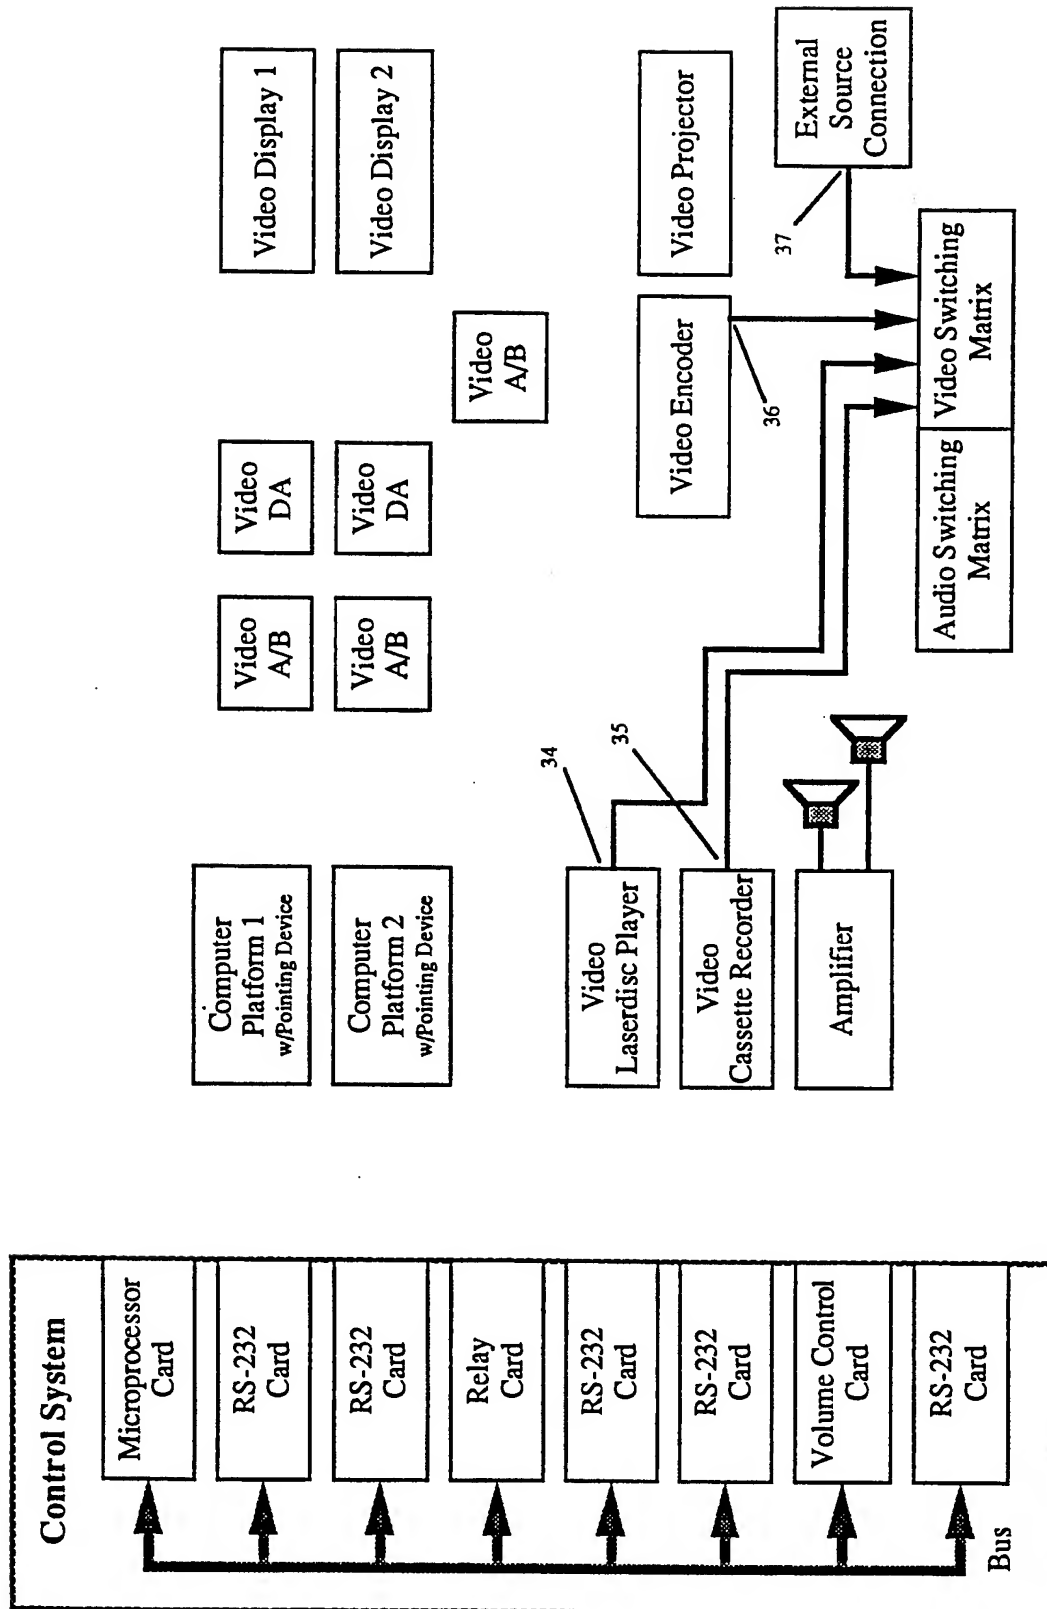 Control System
Microprocessor
Card
RS-232
Card
RS-232
Card
Relay
Card
RS-232
Card
RS-232
Card
Volume Control
Card
RS-232
Card
Bus
Computer
Platform 1
w/Pointing Device
Computer
Platform 2
w/Pointing Device
Video
Laserdisc Player
Video
Cassette Recorder
Amplifier
34
35
Video
A/B
Video
A/B
Video
DA
Video
DA
Video
A/B
Video Display 1
Video Display 2
Video Encoder
Video Projector
36
37
External
Source
Connection
Audio Switching
Matrix
Video Switching
Matrix